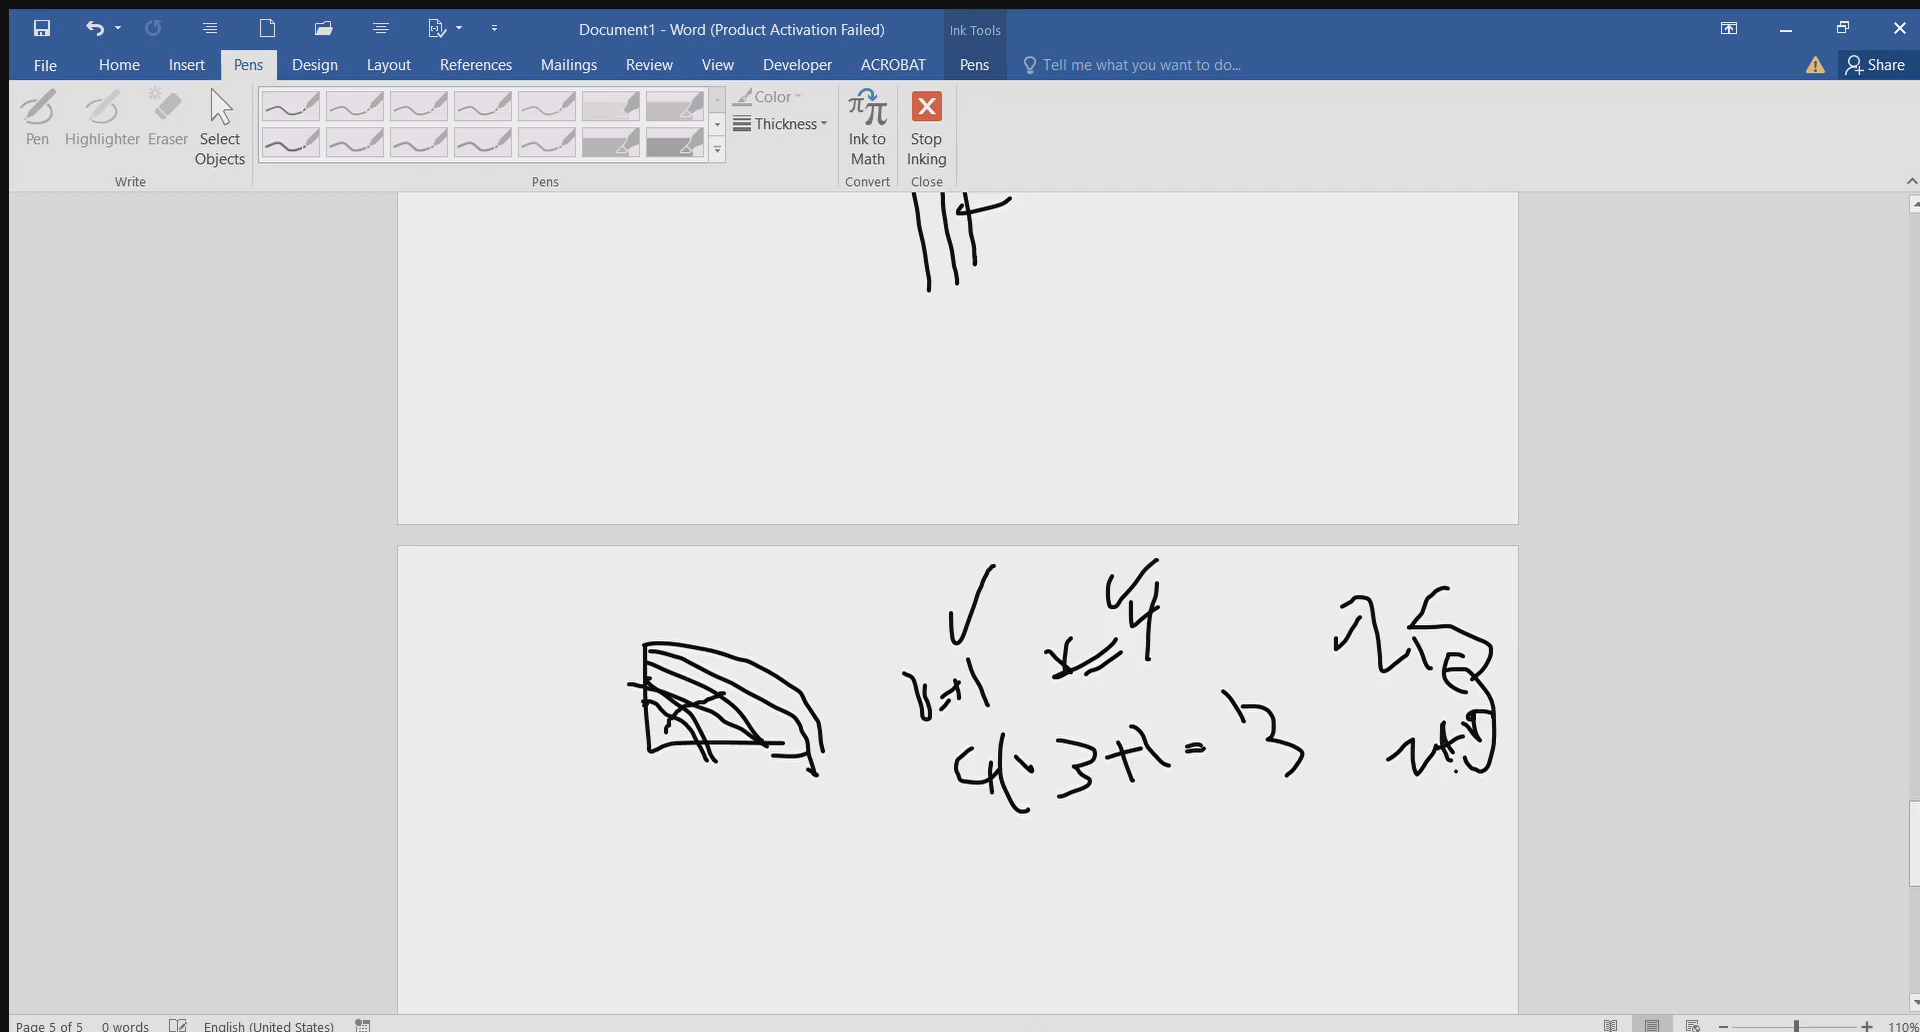 Document1 - Word (Product Activation Failed)
Ink Tools
File Home Insert Pens Design Layout References Mailings Review View Developer ACROBAT Pens Tell me what you want to do... Share
Pen Highlighter Eraser Select Objects
Write
Pens
Color
Thickness
Ink to Math
Convert
Stop Inking
Close
4
3+1 =
Page 5 of 5 0 words English (United States) 110%